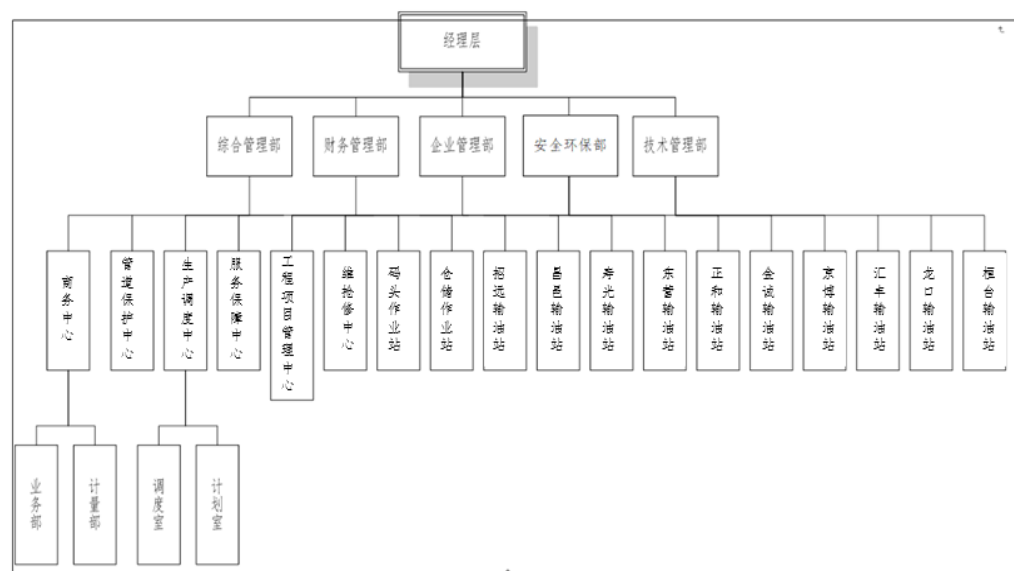 经理层
综合管理部
财务管理部
企业管理部
安全环保部
技术管理部
商务中心
管道保护中心
生产调度中心
服务保障中心
工程项目管理中心
维抢修中心
码头作业站
仓储作业站
招远输油站
昌邑输油站
寿光输油站
东营输油站
正和输油站
金诚输油站
京博输油站
汇丰输油站
龙口输油站
桓台输油站
业务部
计量部
调度室
计划室